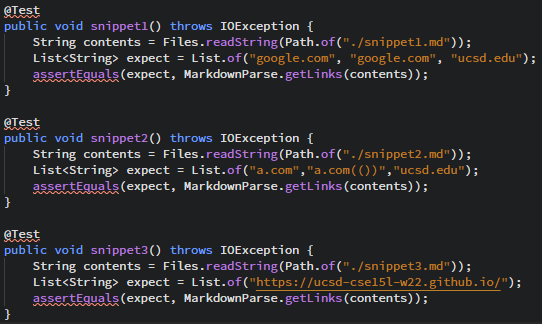 @Test
public void snippet1() throws IOException {
    String contents = Files.readString(Path.of("./snippet1.md"));
    List<String> expect = List.of("google.com", "google.com", "ucsd.edu");
    assertEquals(expect, MarkdownParse.getLinks(contents));
}

@Test
public void snippet2() throws IOException {
    String contents = Files.readString(Path.of("./snippet2.md"));
    List<String> expect = List.of("a.com","a.com(())","ucsd.edu");
    assertEquals(expect, MarkdownParse.getLinks(contents));
}

@Test
public void snippet3() throws IOException {
    String contents = Files.readString(Path.of("./snippet3.md"));
    List<String> expect = List.of("https://ucsd-cse15l-w22.github.io/");
    assertEquals(expect, MarkdownParse.getLinks(contents));
}